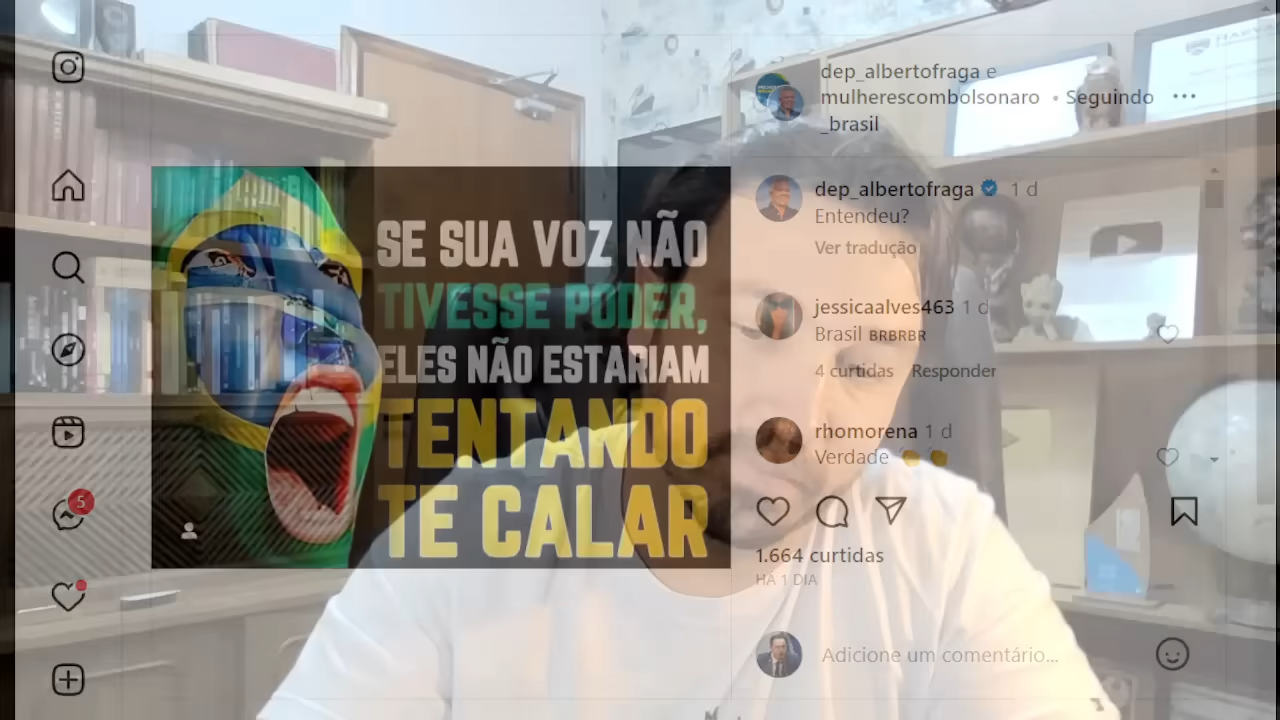 dep_albertofraga e
mulherescombolsonaro • Seguindo ...
_brasil
SE SUA VOZ NÃO
TIVESSE PODER,
ELES NÃO ESTARIAM
TENTANDO
TE CALAR
dep_albertofraga 1 d
Entendeu?
Ver tradução
jessicaalves463 1 d
Brasil BRBRBR
4 curtidas Responder
rhomorena 1 d
Verdade
5
1.664 curtidas
HÁ 1 DIA
Adicione um comentário...